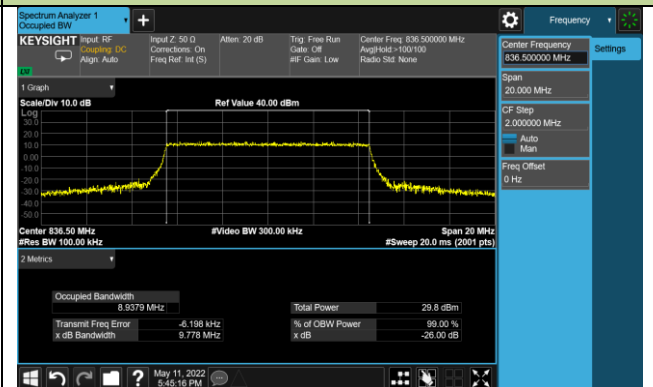 Spectrum Analyzer 1
Occupied BW
Frequency
KEYSIGHT
Input: RF
Coupling: DC
Align: Auto
Input Z: 50 Ω
Corrections: On
Freq Ref: Int (S)
Atten: 20 dB
Trig: Free Run
Gate: Off
#IF Gain: Low
Center Freq: 836.500000 MHz
Avg|Hold:>100/100
Radio Std: None
Center Frequency
836.500000 MHz
Settings
Span
20.000 MHz
CF Step
2.000000 MHz
Auto
Man
Freq Offset
0 Hz
1 Graph
Scale/Div 10.0 dB
Ref Value 40.00 dBm
Log
30.0
20.0
10.0
0.00
-10.0
-20.0
-30.0
-40.0
-50.0
Center 836.50 MHz
#Video BW 300.00 kHz
Span 20 MHz
#Res BW 100.00 kHz
#Sweep 20.0 ms (2001 pts)
2 Metrics
Occupied Bandwidth
8.9379 MHz
Total Power
29.8 dBm
Transmit Freq Error
-6.198 kHz
% of OBW Power
99.00 %
x dB Bandwidth
9.778 MHz
x dB
-26.00 dB
?
May 11, 2022
5:45:16 PM